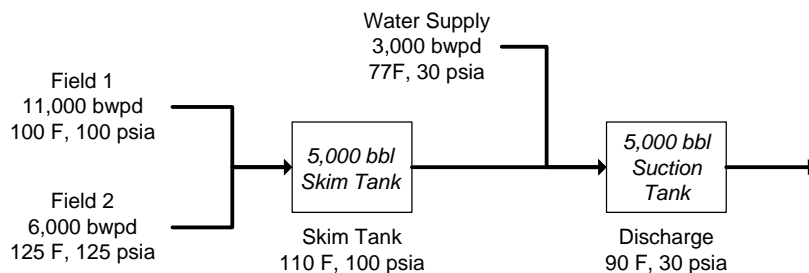 Water Supply
3,000 bwpd
77F, 30 psia
Field 1
11,000 bwpd
100 F, 100 psia
5,000 bbl
Skim Tank
5,000 bbl
Suction
Tank
Field 2
6,000 bwpd
125 F, 125 psia
Skim Tank
110 F, 100 psia
Discharge
90 F, 30 psia